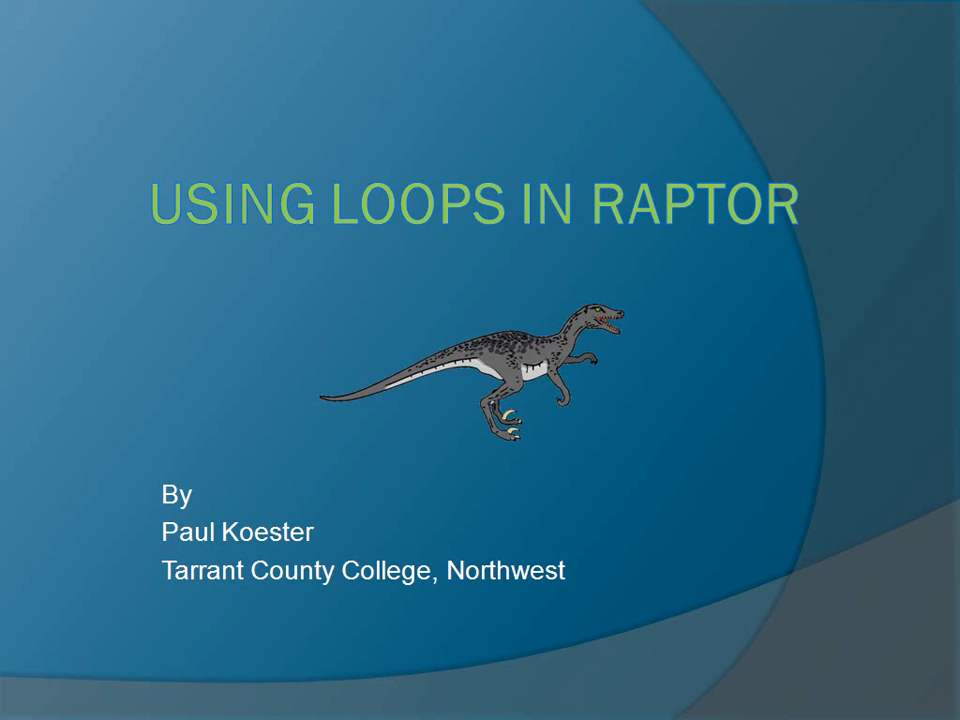 USING LOOPS IN RAPTOR
By
Paul Koester
Tarrant County College, Northwest